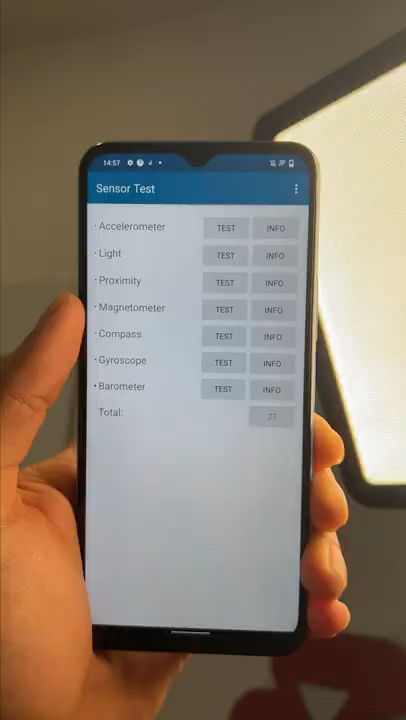 14:57
Sensor Test
· Accelerometer TEST INFO
· Light TEST INFO
· Proximity TEST INFO
· Magnetometer TEST INFO
· Compass TEST INFO
· Gyroscope TEST INFO
· Barometer TEST INFO
Total: 27